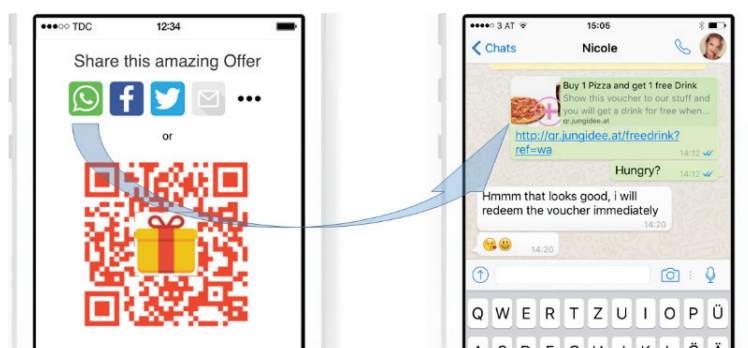 TDC 12:34
Share this amazing Offer
or
3 AT 15:05
Chats Nicole
Buy 1 Pizza and get 1 free Drink
Show this voucher to our stuff and
you will get a drink for free when...
qr.jungidee.at
http://qr.jungidee.at/freedrink?
ref=wa
14:12
Hungry? 14:12
Hmmm that looks good, i will
redeem the voucher immediately
14:20
14:20
Q W E R T Z U I O P Ü